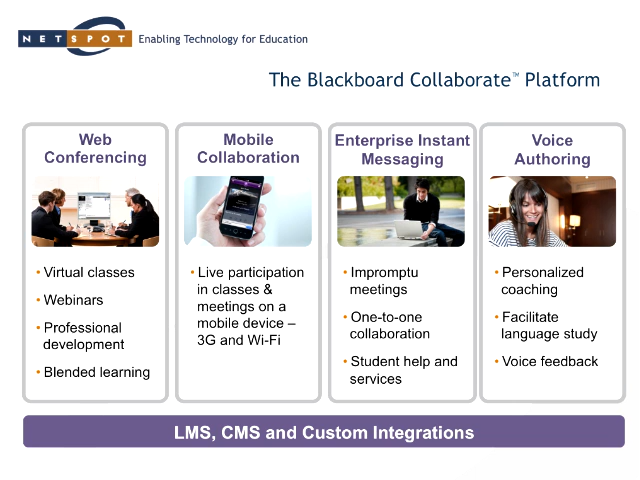 NETSPOT Enabling Technology for Education
The Blackboard Collaborate™ Platform
Web
Conferencing
• Virtual classes
• Webinars
• Professional
development
• Blended learning
Mobile
Collaboration
• Live participation
in classes &
meetings on a
mobile device –
3G and Wi-Fi
Enterprise Instant
Messaging
• Impromptu
meetings
• One-to-one
collaboration
• Student help and
services
Voice
Authoring
• Personalized
coaching
• Facilitate
language study
• Voice feedback
LMS, CMS and Custom Integrations